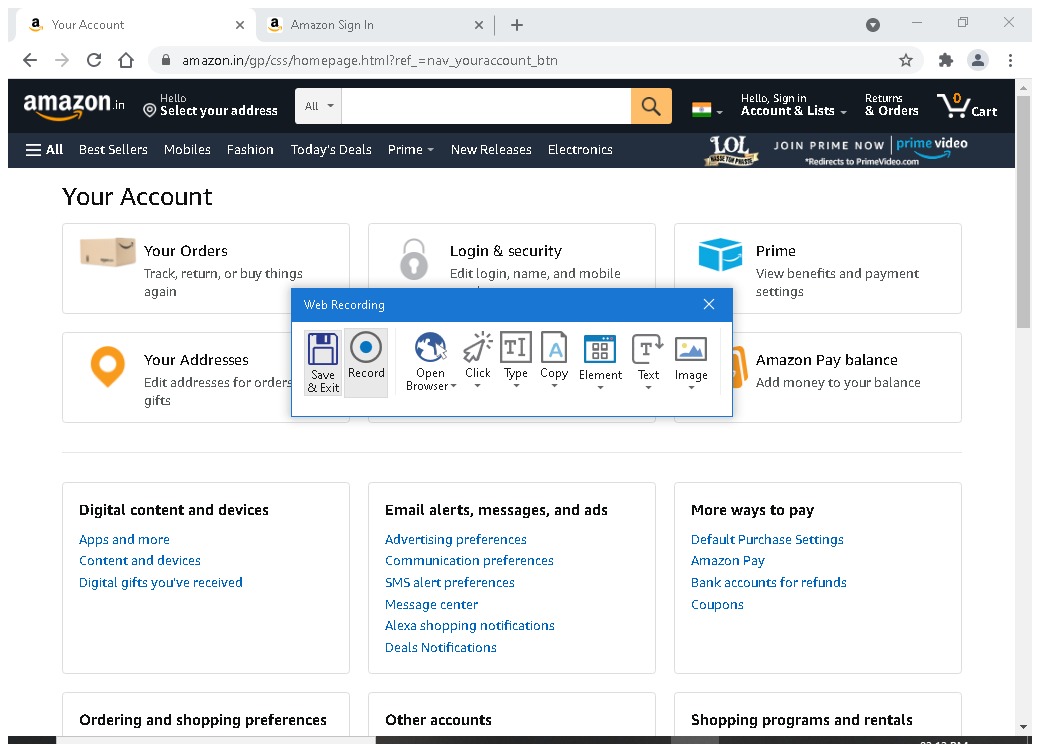 Your Account
Amazon Sign In
amazon.in/gp/css/homepage.html?ref_=nav_youraccount_btn
amazon.in
Hello
Select your address
All
Hello, Sign in
Account & Lists
Returns
& Orders
0
Cart
All Best Sellers Mobiles Fashion Today's Deals Prime New Releases Electronics
LOL
JOIN PRIME NOW
prime video
*Redirects to PrimeVideo.com
Your Account
Your Orders
Track, return, or buy things
again
Login & security
Edit login, name, and mobile
Prime
View benefits and payment
settings
Web Recording
Save
& Exit
Record
Open
Browser
Click
Type
Copy
Element
Text
Image
Your Addresses
Edit addresses for orders
gifts
Amazon Pay balance
Add money to your balance
Digital content and devices
Apps and more
Content and devices
Digital gifts you've received
Email alerts, messages, and ads
Advertising preferences
Communication preferences
SMS alert preferences
Message center
Alexa shopping notifications
Deals Notifications
More ways to pay
Default Purchase Settings
Amazon Pay
Bank accounts for refunds
Coupons
Ordering and shopping preferences
Other accounts
Shopping programs and rentals